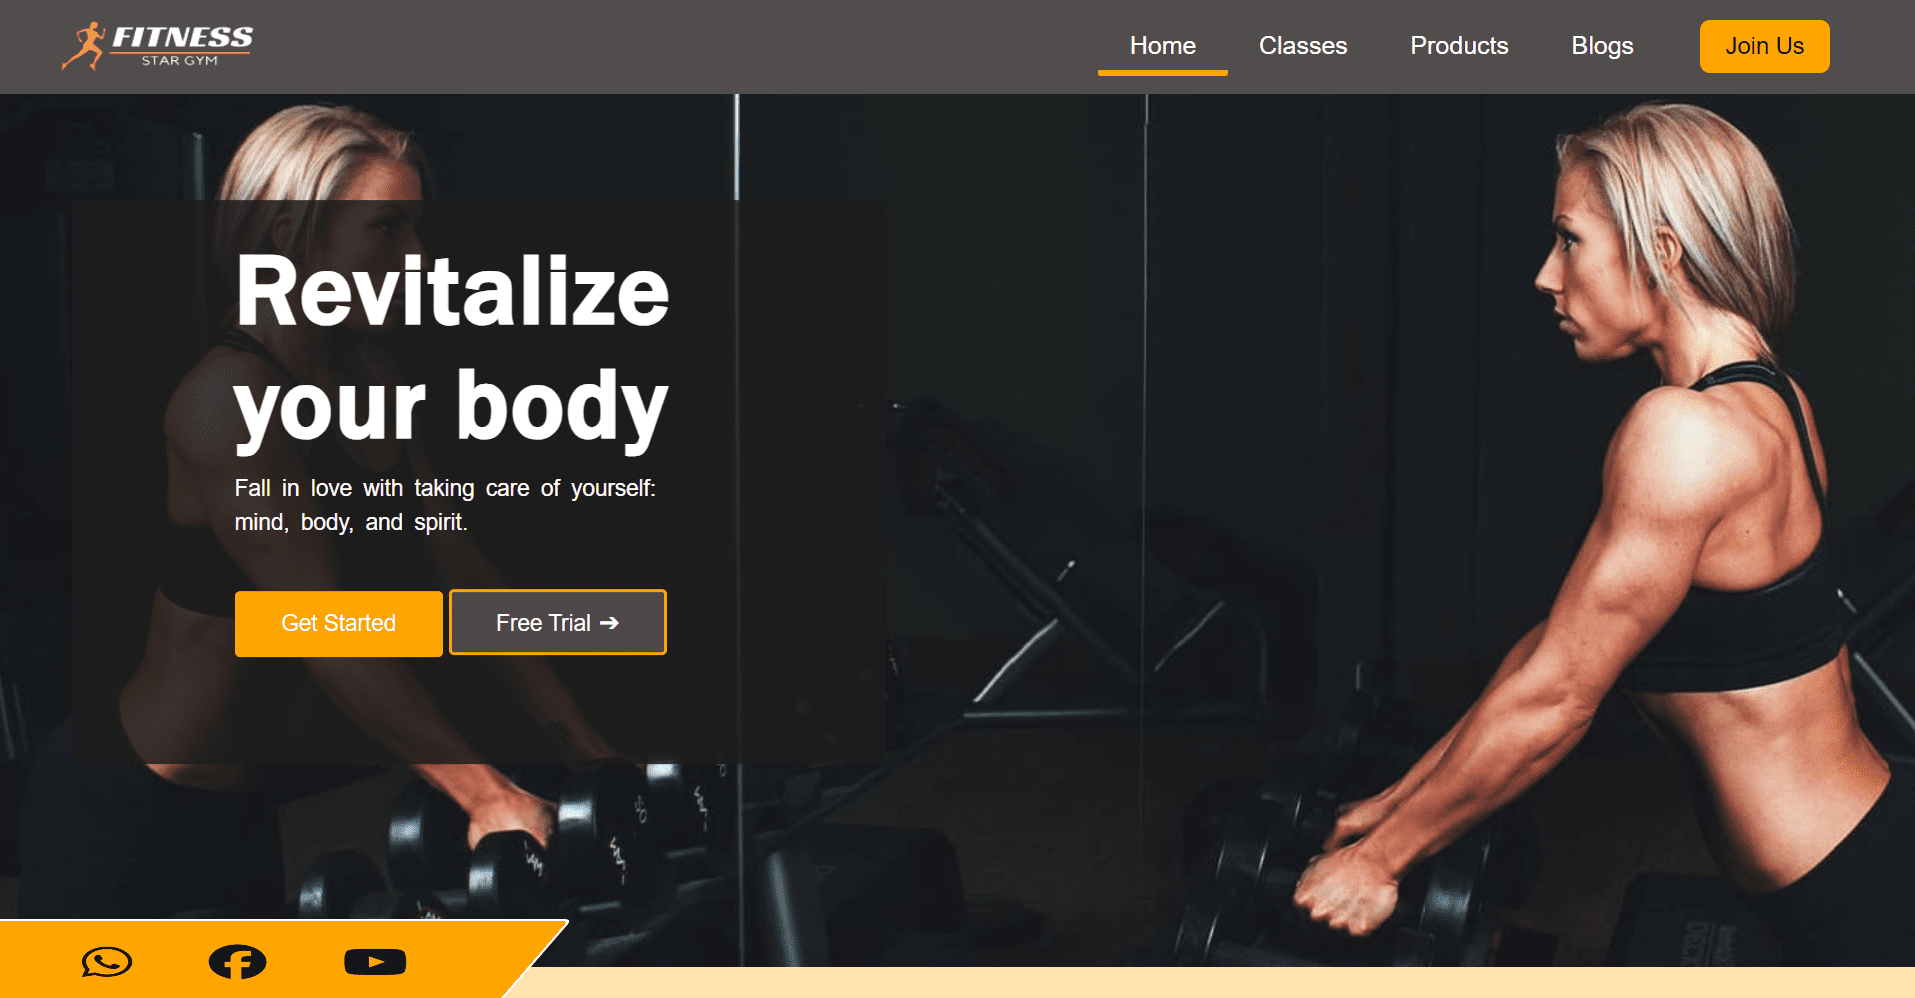 FITNESS
STAR GYM
Home
Classes
Products
Blogs
Join Us
Revitalize
your body
Fall in love with taking care of yourself:
mind, body, and spirit.
Get Started
Free Trial ➔